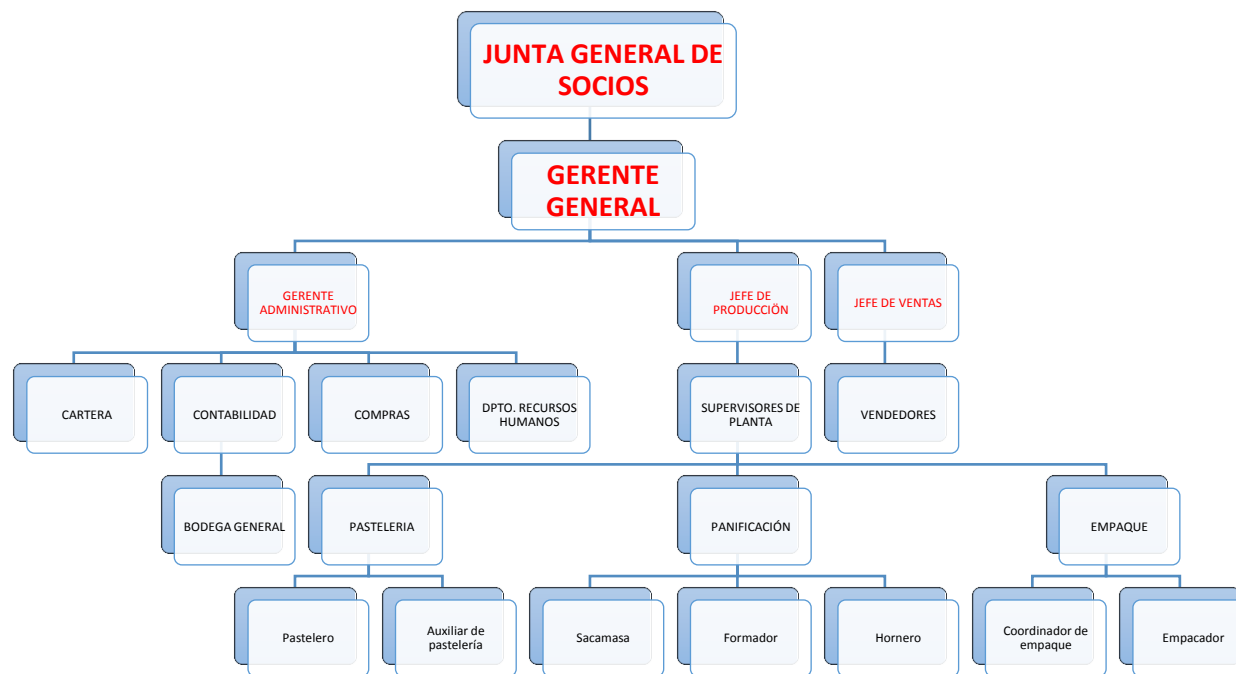 JUNTA GENERAL DE
SOCIOS
GERENTE
GENERAL
GERENTE
ADMINISTRATIVO
JEFE DE
PRODUCCIÖN
JEFE DE VENTAS
CARTERA
CONTABILIDAD
COMPRAS
DPTO. RECURSOS
HUMANOS
SUPERVISORES DE
PLANTA
VENDEDORES
BODEGA GENERAL
PASTELERIA
PANIFICACIÓN
EMPAQUE
Pastelero
Auxiliar de
pastelería
Sacamasa
Formador
Hornero
Coordinador de
empaque
Empacador